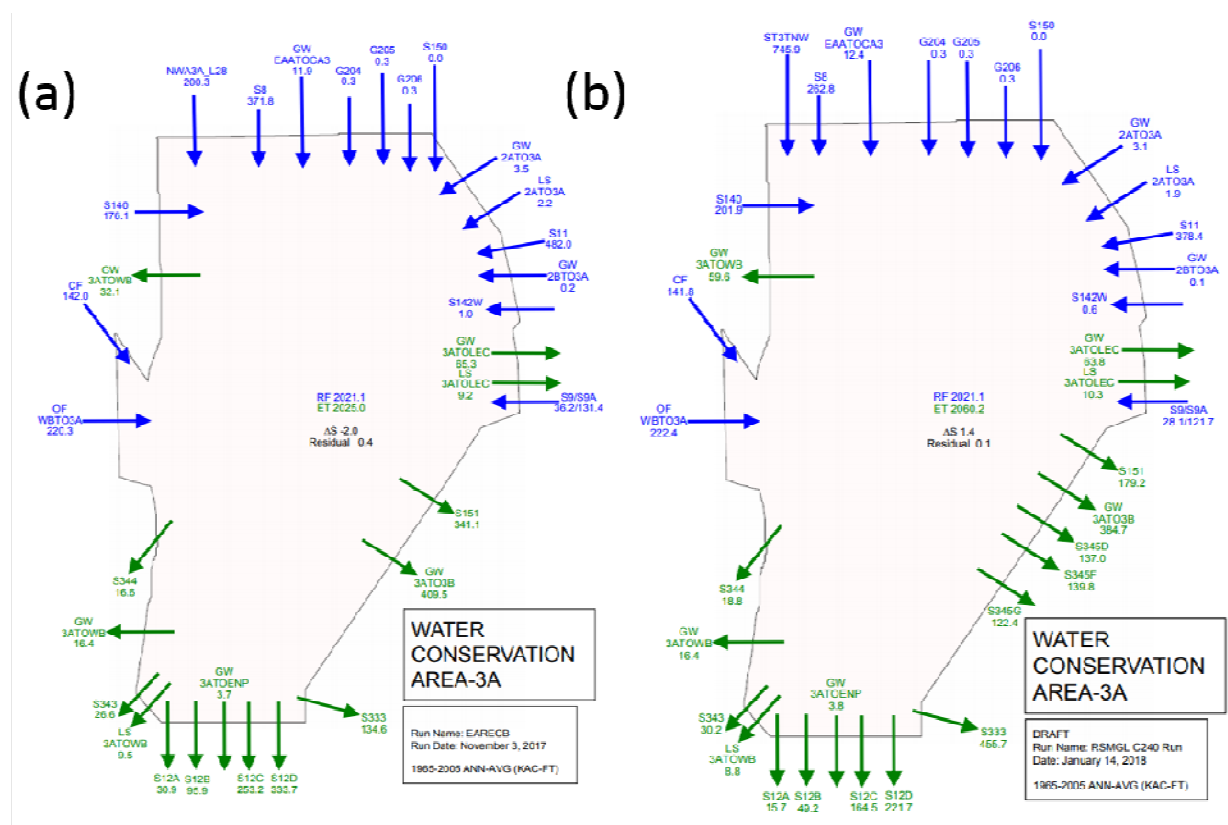 (a)
NWA3A_L28
200.3
S8
371.8
GW
EAATOCA3
11.9
G204
0.3
G205
0.3
G206
0.3
S150
0.0
GW
2ATO3A
3.5
LS
2ATO3A
2.2
S11
482.0
GW
2BTO3A
0.2
S142W
1.0
GW
3ATOLEC
65.3
LS
3ATOLEC
9.2
S9/S9A
36.2/131.4
S140
176.1
GW
3ATOWB
32.1
CF
142.0
OF
WBTO3A
220.3
RF 2021.1
ET 2025.0
ΔS -2.0
Residual 0.4
S151
341.1
GW
3ATO3B
409.5
S344
16.6
GW
3ATOWB
16.4
S343
26.6
LS
3ATOWB
9.5
GW
3ATOENP
3.7
S333
134.6
S12A
30.9
S12B
95.9
S12C
253.2
S12D
333.7
WATER
CONSERVATION
AREA-3A
Run Name: EARECB
Run Date: November 3, 2017
1965-2005 ANN-AVG (KAC-FT)
(b)
ST3TNW
745.9
S8
262.8
GW
EAATOCA3
12.4
G204
0.3
G205
0.3
G206
0.3
S150
0.0
GW
2ATO3A
3.1
LS
2ATO3A
1.9
S11
378.4
GW
2BTO3A
0.1
S142W
0.6
GW
3ATOLEC
63.8
LS
3ATOLEC
10.3
S9/S9A
28.1/121.7
S140
201.9
GW
3ATOWB
59.6
CF
141.8
OF
WBTO3A
222.4
RF 2021.1
ET 2060.2
ΔS 1.4
Residual 0.1
S151
179.2
GW
3ATO3B
384.7
S345D
137.0
S345F
139.8
S345G
122.4
S344
18.8
GW
3ATOWB
16.4
S343
30.2
LS
3ATOWB
8.8
GW
3ATOENP
3.8
S333
455.7
S12A
15.7
S12B
49.2
S12C
164.5
S12D
221.7
WATER
CONSERVATION
AREA-3A
DRAFT
Run Name: RSMGL C240 Run
Date: January 14, 2018
1965-2005 ANN-AVG (KAC-FT)